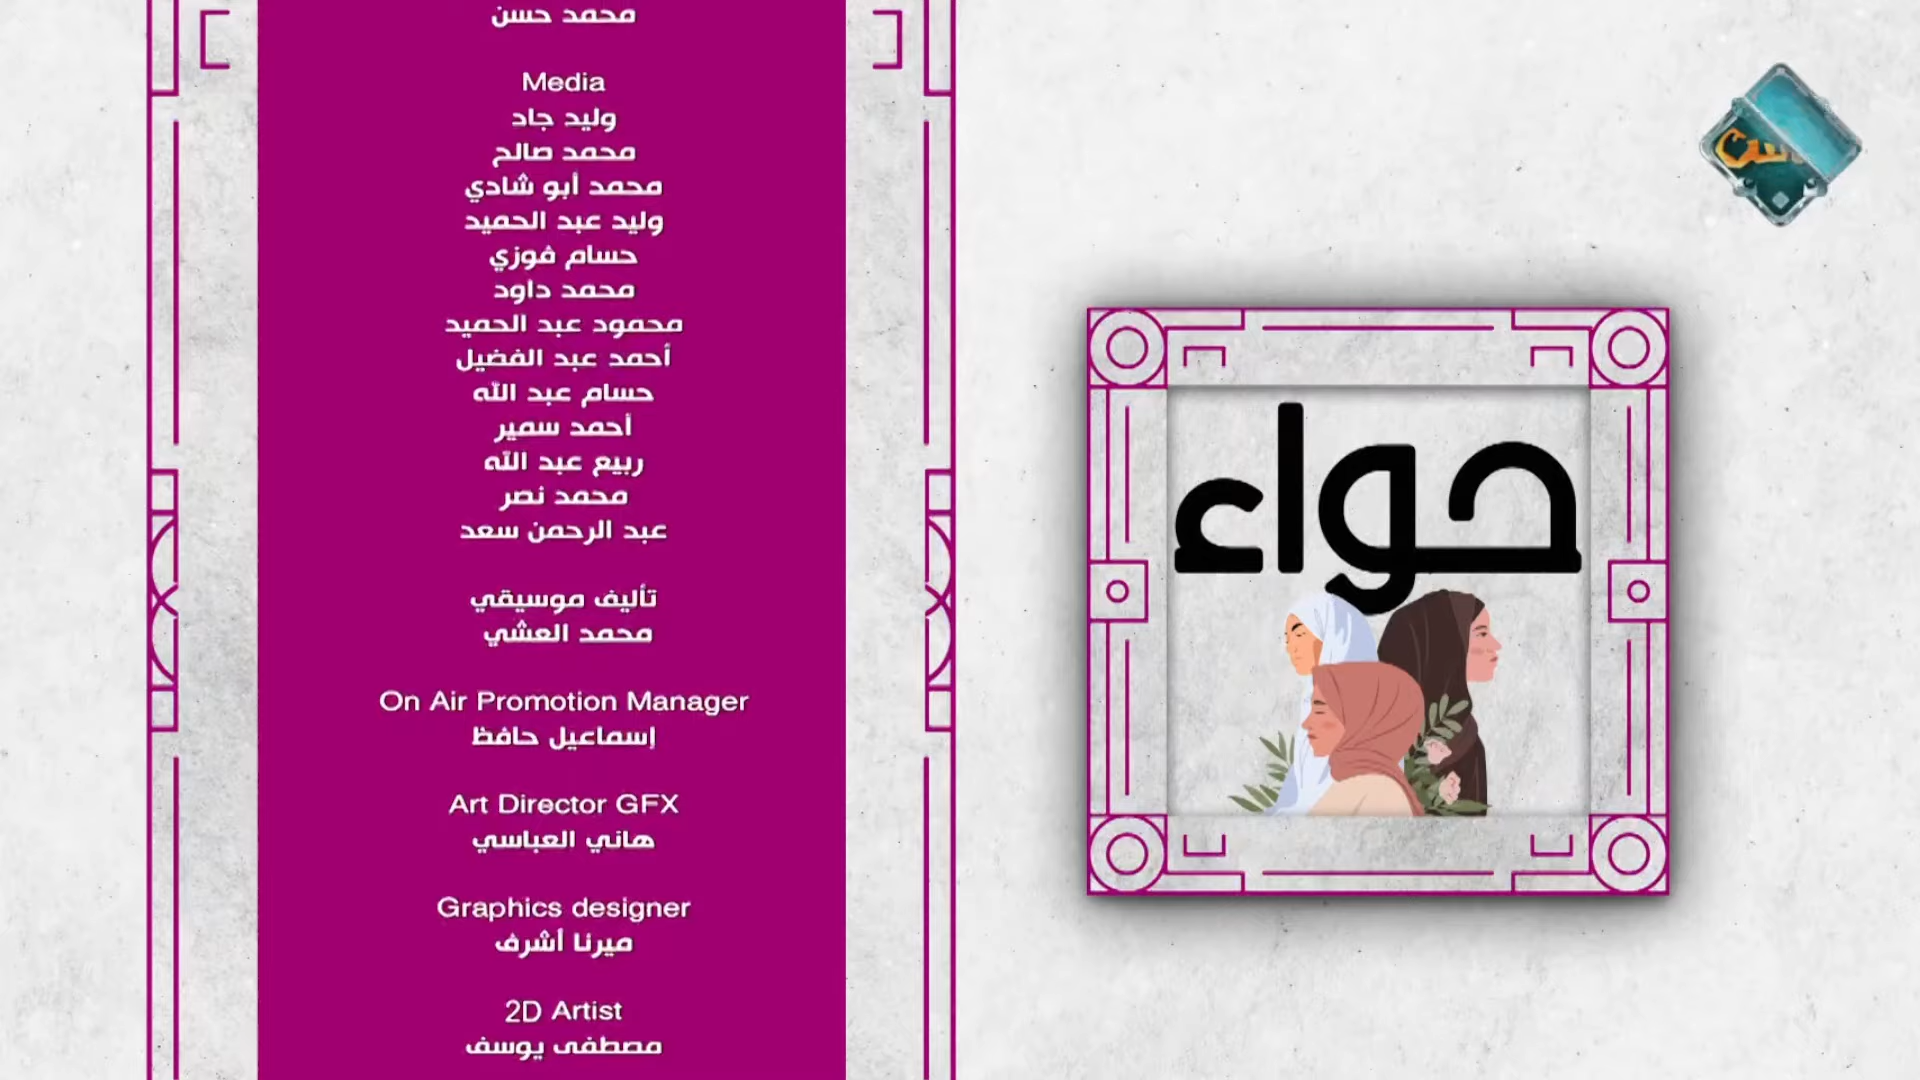 محمد حسن
Media
وليد جاد
محمد صالح
محمد أبو شادي
وليد عبد الحميد
حسام فوزي
محمد داود
محمود عبد الحميد
أحمد عبد الفضيل
حسام عبد الله
أحمد سمير
ربيع عبد الله
محمد نصر
عبد الرحمن سعد
تأليف موسيقي
محمد العشي
On Air Promotion Manager
إسماعيل حافظ
Art Director GFX
هاني العباسي
Graphics designer
ميرنا أشرف
2D Artist
مصطفى يوسف
حواء